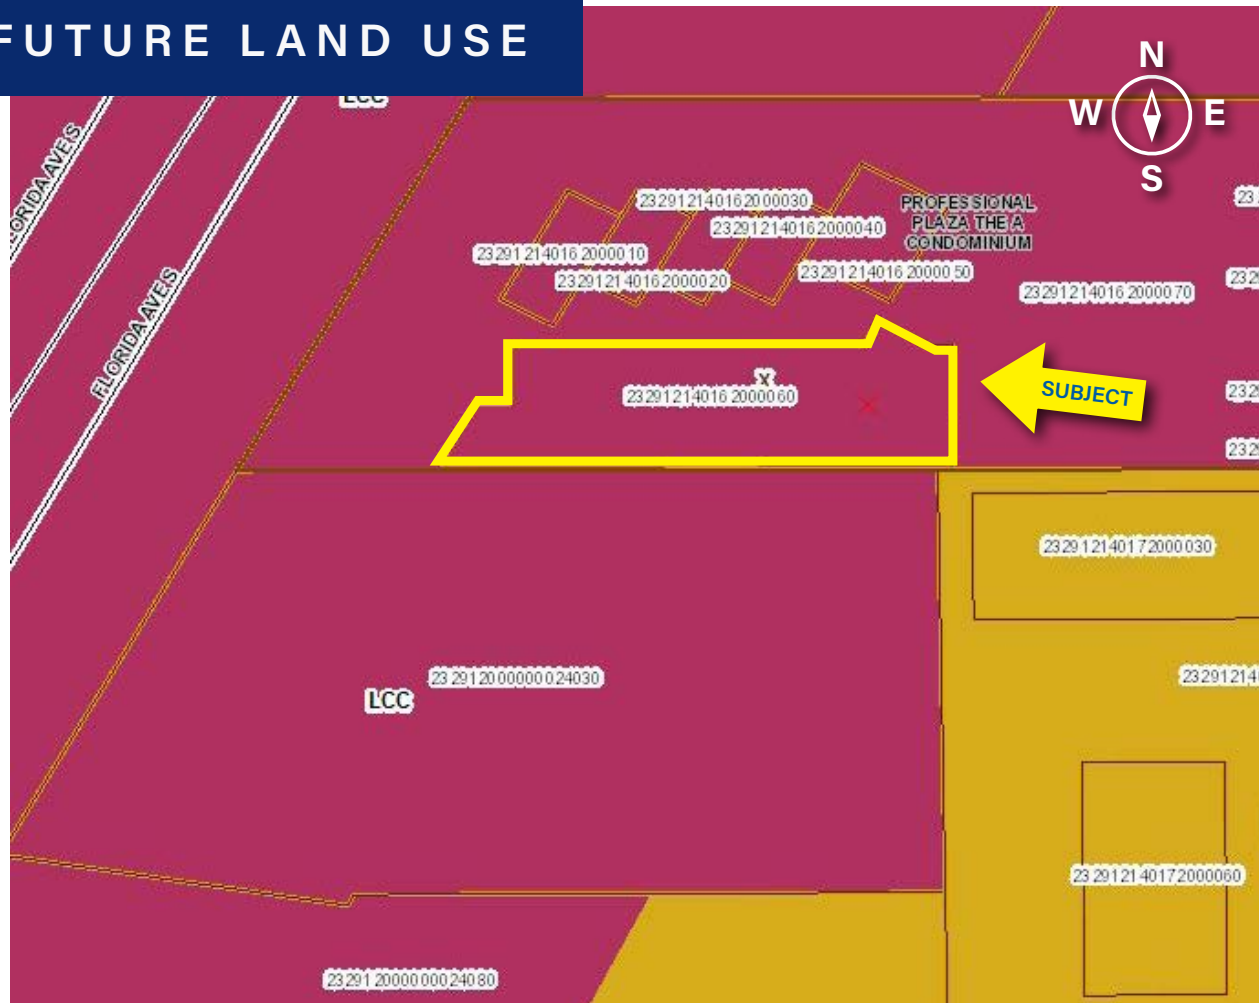 FUTURE LAND USE
N
W E
S
LCC
FLORIDA AVE S
FLORIDA AVE S
232912140162000030
232912140162000040
PROFESSIONAL
PLAZA THE A
CONDOMINIUM
232912140162000010
232912140162000020
232912140162000050
232912140162000070
X
232912140162000060
SUBJECT
232912140172000030
232912000000024030
LCC
232912140172000060
232912000000024080